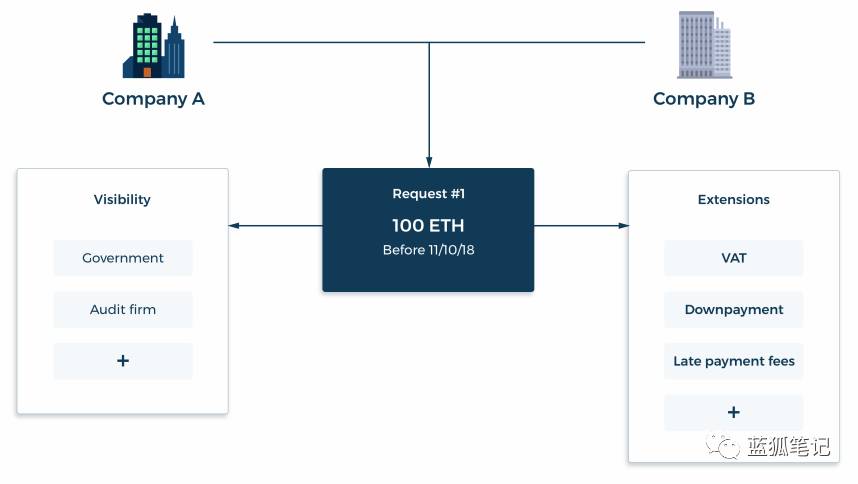 Company A
Company B
Visibility
Government
Audit firm
+
Request #1
100 ETH
Before 11/10/18
Extensions
VAT
Downpayment
Late payment fees
+
蓝狐笔记